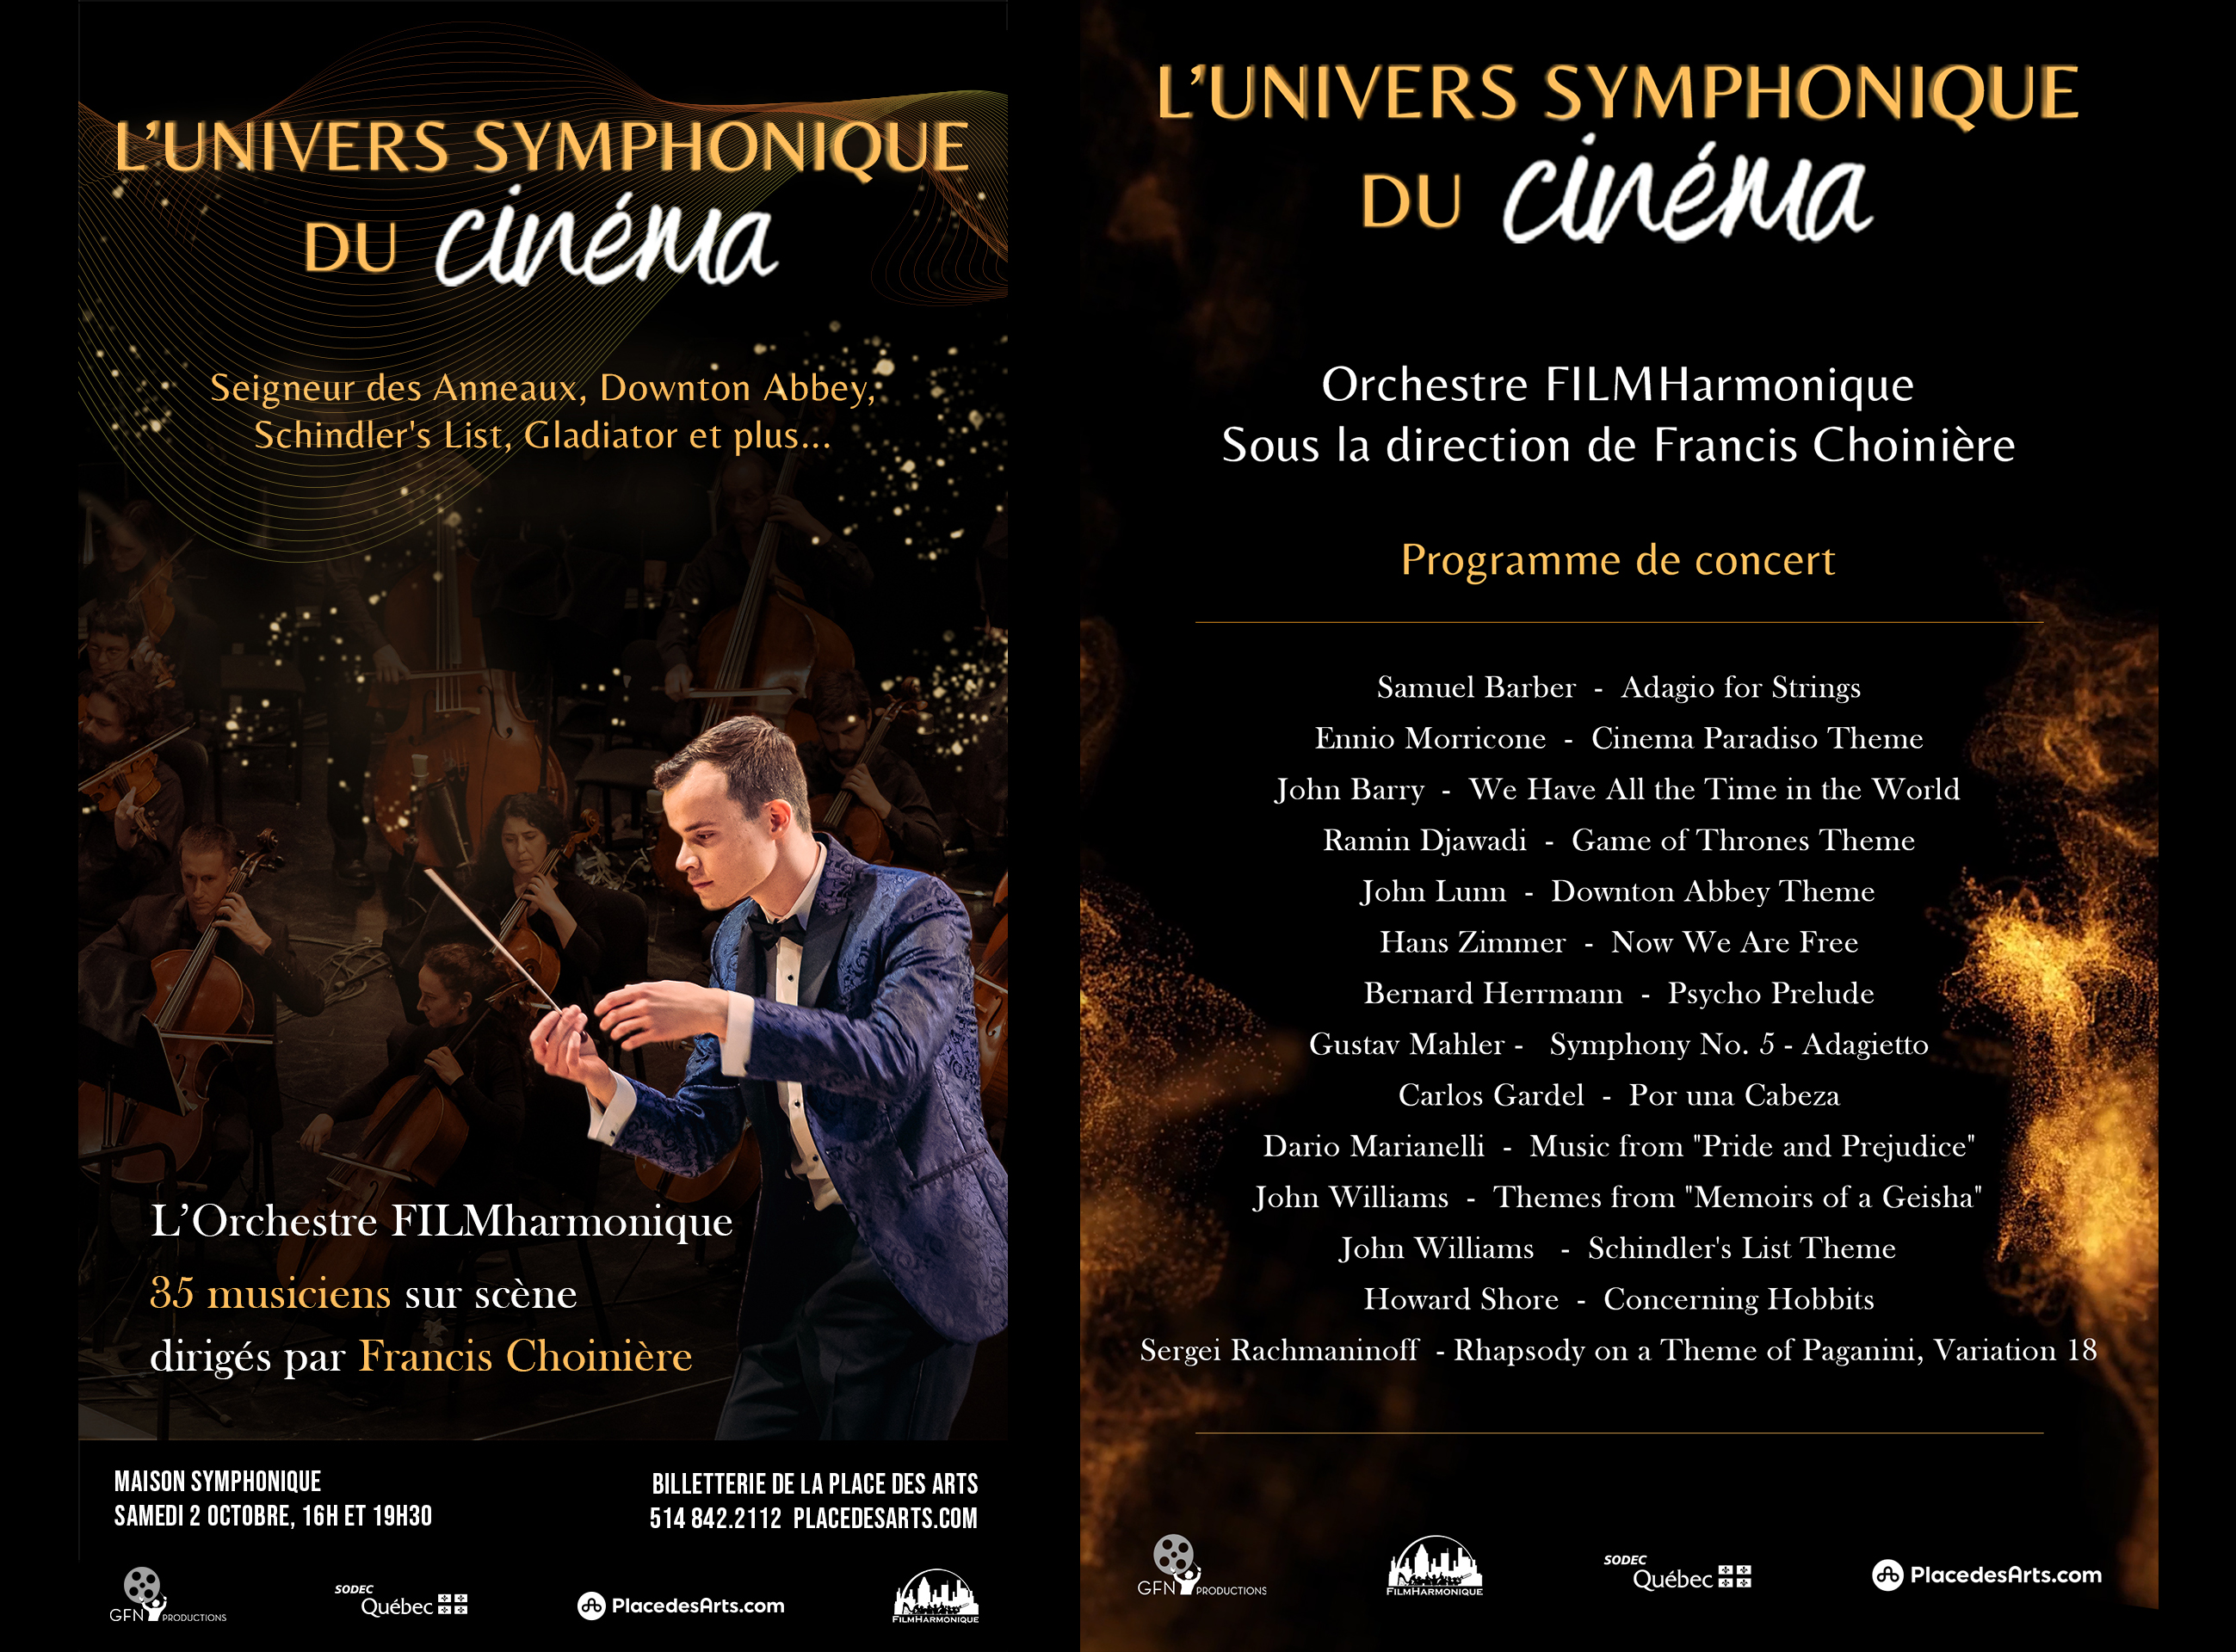 L'UNIVERS SYMPHONIQUE
DU cinéma
Seigneur des Anneaux, Downton Abbey,
Schindler's List, Gladiator et plus...
L'Orchestre FILMharmonique
35 musiciens sur scène
dirigés par Francis Choinière
MAISON SYMPHONIQUE
SAMEDI 2 OCTOBRE, 16H ET 19H30
BILLETTERIE DE LA PLACE DES ARTS
514 842.2112 PLACEDESARTS.COM
GFN PRODUCTIONS
SODEC
Québec
PlacedesArts.com
FILMHARMONIQUE
L'UNIVERS SYMPHONIQUE
DU cinéma
Orchestre FILMHarmonique
Sous la direction de Francis Choinière
Programme de concert
Samuel Barber - Adagio for Strings
Ennio Morricone - Cinema Paradiso Theme
John Barry - We Have All the Time in the World
Ramin Djawadi - Game of Thrones Theme
John Lunn - Downton Abbey Theme
Hans Zimmer - Now We Are Free
Bernard Herrmann - Psycho Prelude
Gustav Mahler - Symphony No. 5 - Adagietto
Carlos Gardel - Por una Cabeza
Dario Marianelli - Music from "Pride and Prejudice"
John Williams - Themes from "Memoirs of a Geisha"
John Williams - Schindler's List Theme
Howard Shore - Concerning Hobbits
Sergei Rachmaninoff - Rhapsody on a Theme of Paganini, Variation 18
GFN PRODUCTIONS
FILMHARMONIQUE
SODEC
Québec
PlacedesArts.com